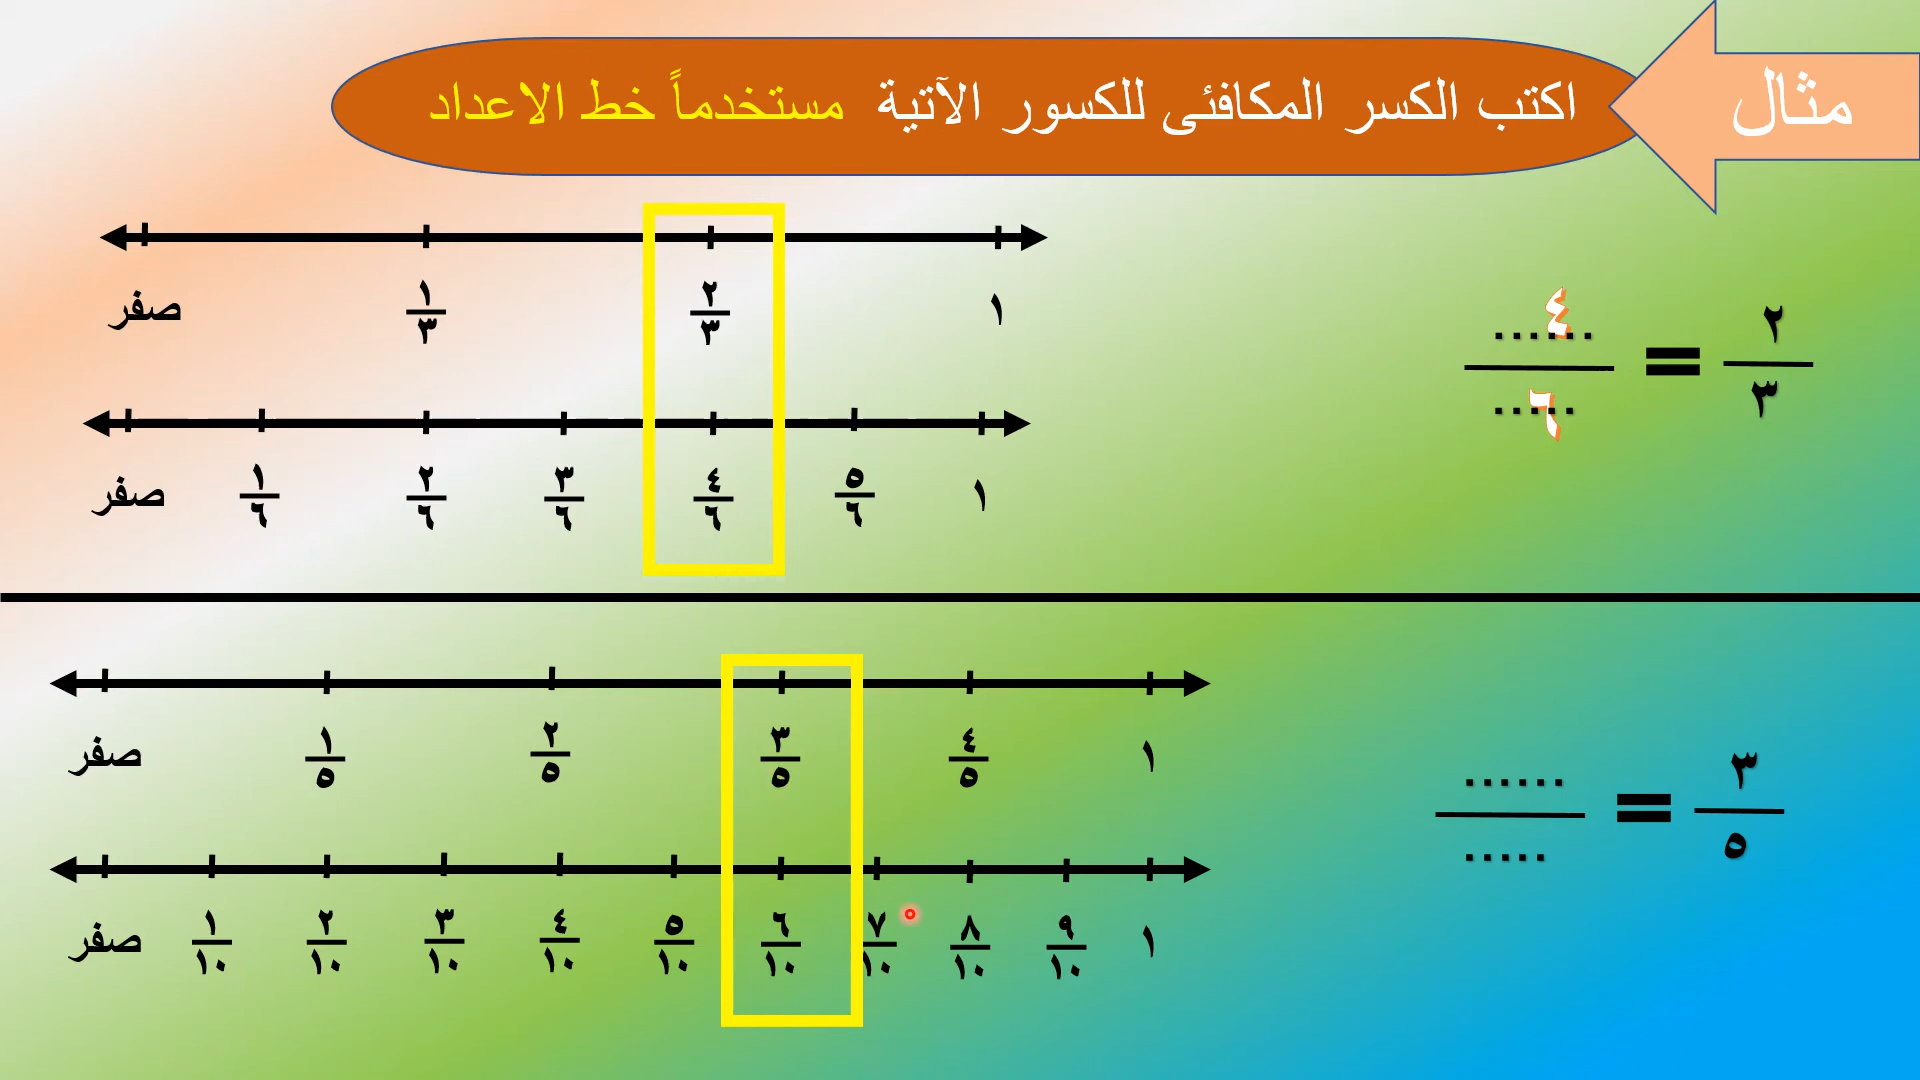 مثال
اكتب الكسر المكافئى للكسور الآتية مستخدماً خط الاعداد
صفر ١/٣ ٢/٣ ١
صفر ١/٦ ٢/٦ ٣/٦ ٤/٦ ٥/٦ ١
٢/٣ = ٤/٦
صفر ١/٥ ٢/٥ ٣/٥ ٤/٥ ١
صفر ١/١٠ ٢/١٠ ٣/١٠ ٤/١٠ ٥/١٠ ٦/١٠ ٧/١٠ ٨/١٠ ٩/١٠ ١
٣/٥ = ....../.....